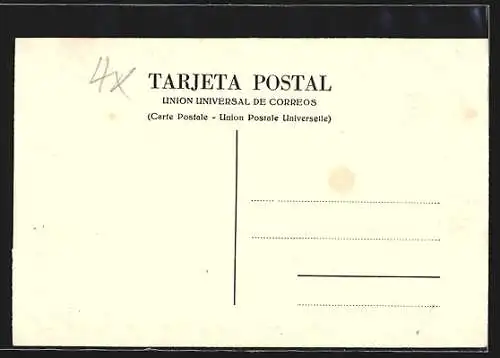 4x
TARJETA POSTAL
UNION UNIVERSAL DE CORREOS
(Carte Postale - Union Postale Universelle)